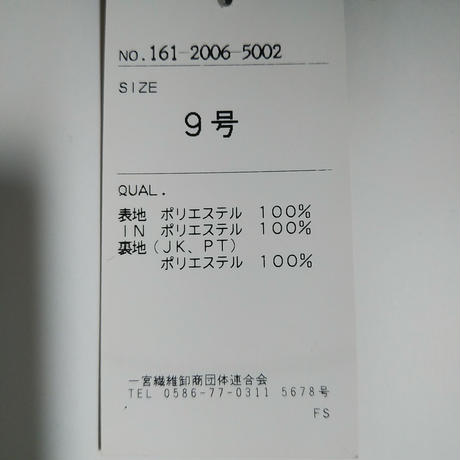 NO.161-2006-5002
SIZE
9号
QUAL.
表地 ポリエステル 100%
IN ポリエステル 100%
裏地(JK、PT)
ポリエステル 100%
一宮繊維卸商団体連合会
TEL 0586-77-0311 5678号
FS